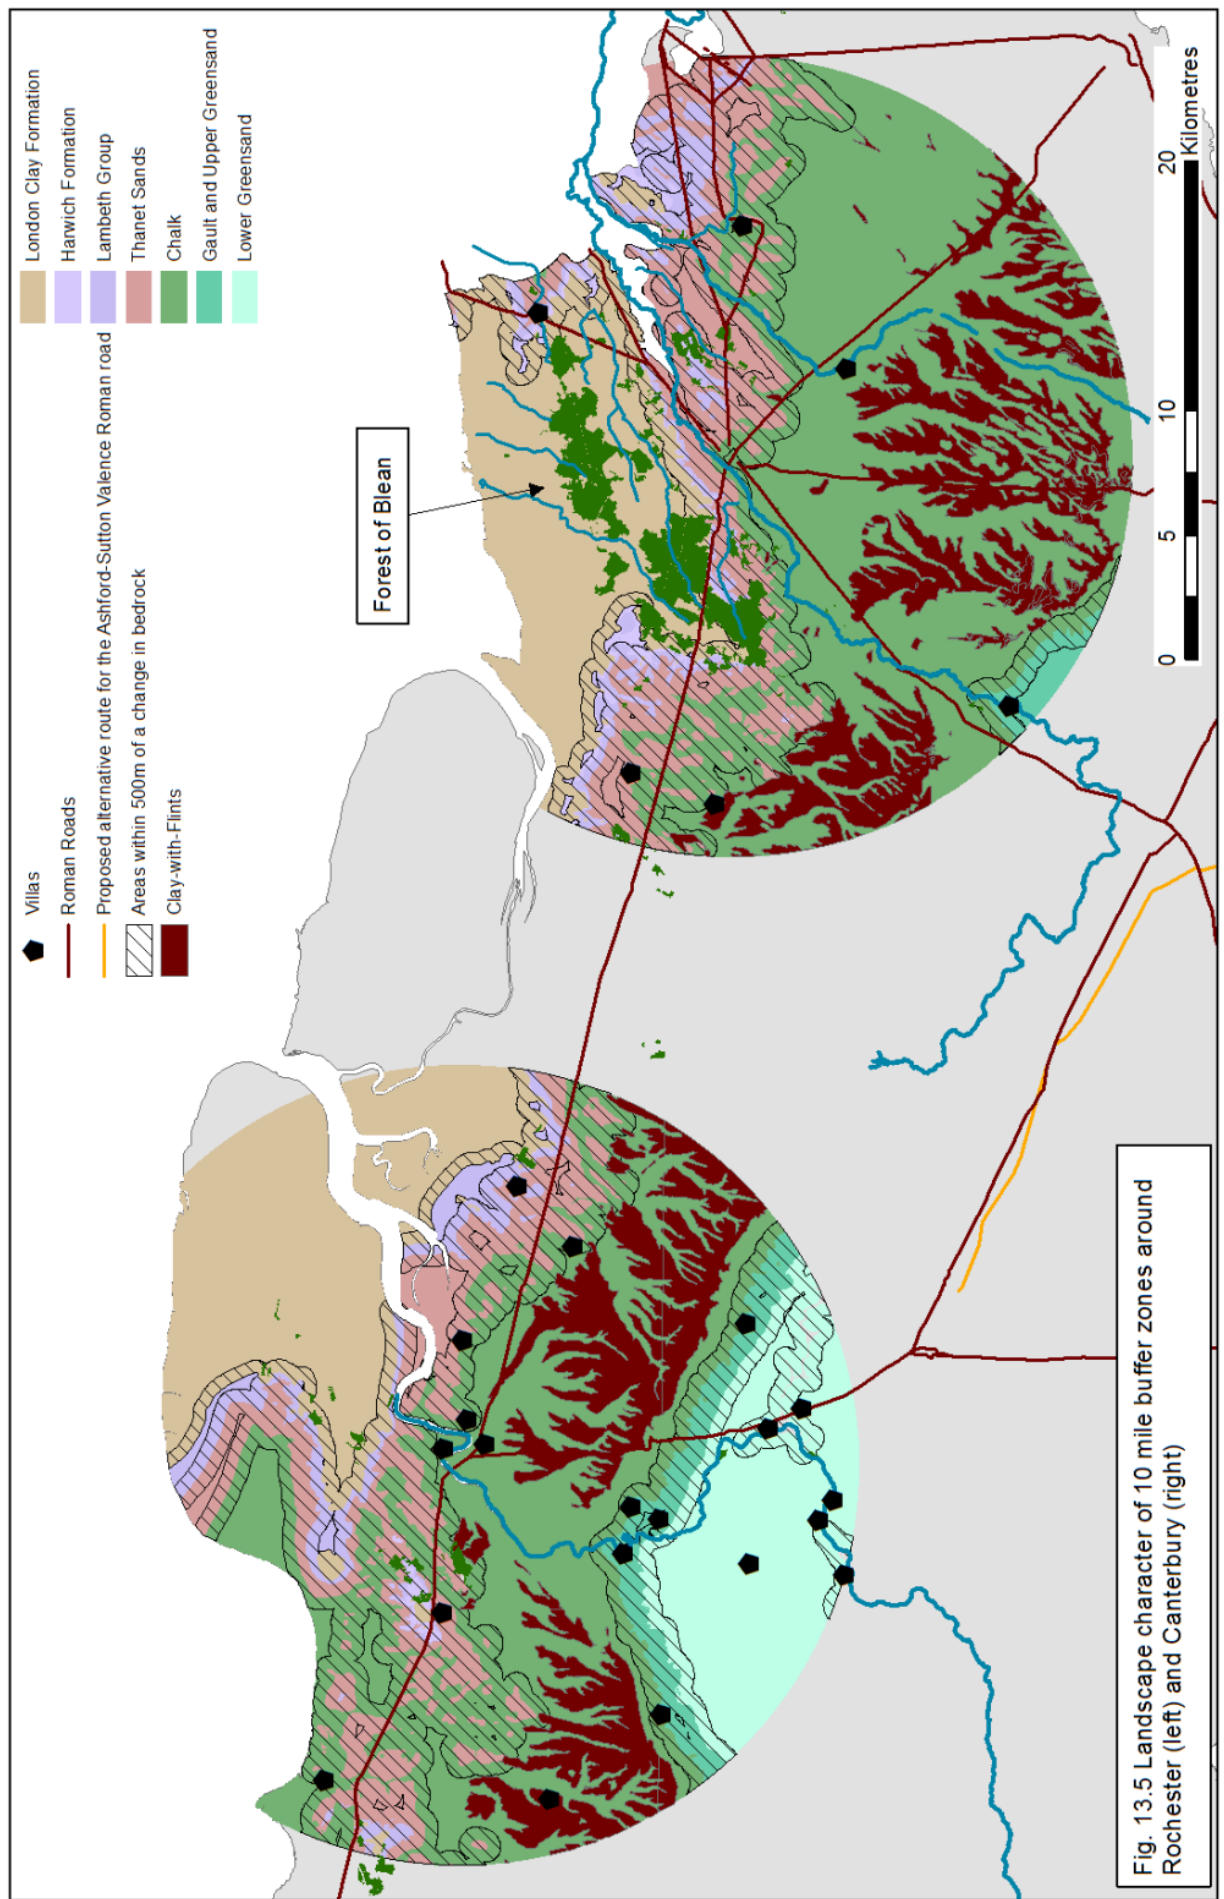 Villas
Roman Roads
Proposed alternative route for the Ashford-Sutton Valence Roman road
Areas within 500m of a change in bedrock
Clay-with-Flints
London Clay Formation
Harwich Formation
Lambeth Group
Thanet Sands
Chalk
Gault and Upper Greensand
Lower Greensand
Forest of Blean
0 5 10 20
Kilometres
Fig. 13.5 Landscape character of 10 mile buffer zones around
Rochester (left) and Canterbury (right)